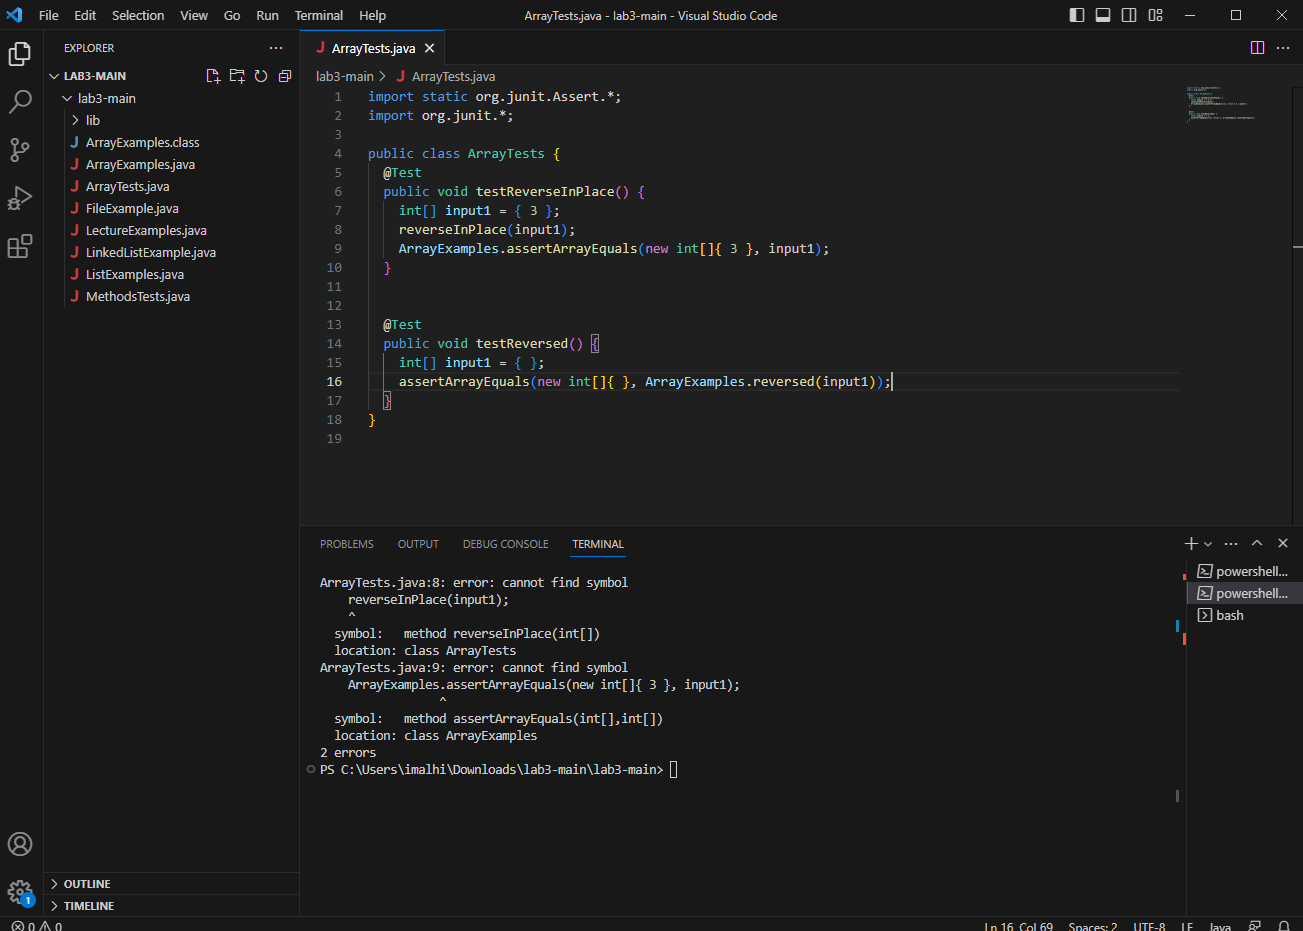 File Edit Selection View Go Run Terminal Help
ArrayTests.java - lab3-main - Visual Studio Code
EXPLORER
LAB3-MAIN
lab3-main
lib
J ArrayExamples.class
J ArrayExamples.java
J ArrayTests.java
J FileExample.java
J LectureExamples.java
J LinkedListExample.java
J ListExamples.java
J MethodsTests.java
OUTLINE
TIMELINE
J ArrayTests.java
lab3-main > J ArrayTests.java
1 import static org.junit.Assert.*;
2 import org.junit.*;
3
4 public class ArrayTests {
5 @Test
6 public void testReverseInPlace() {
7 int[] input1 = { 3 };
8 reverseInPlace(input1);
9 ArrayExamples.assertArrayEquals(new int[]{ 3 }, input1);
10 }
11
12
13 @Test
14 public void testReversed() {
15 int[] input1 = { };
16 assertArrayEquals(new int[]{ }, ArrayExamples.reversed(input1));
17 }
18 }
19
PROBLEMS OUTPUT DEBUG CONSOLE TERMINAL
ArrayTests.java:8: error: cannot find symbol
reverseInPlace(input1);
^
symbol: method reverseInPlace(int[])
location: class ArrayTests
ArrayTests.java:9: error: cannot find symbol
ArrayExamples.assertArrayEquals(new int[]{ 3 }, input1);
^
symbol: method assertArrayEquals(int[],int[])
location: class ArrayExamples
2 errors
PS C:\Users\imalhi\Downloads\lab3-main\lab3-main>
powershell...
powershell...
bash
1
0 0
Ln 16, Col 69 Spaces: 2 UTF-8 LF Java